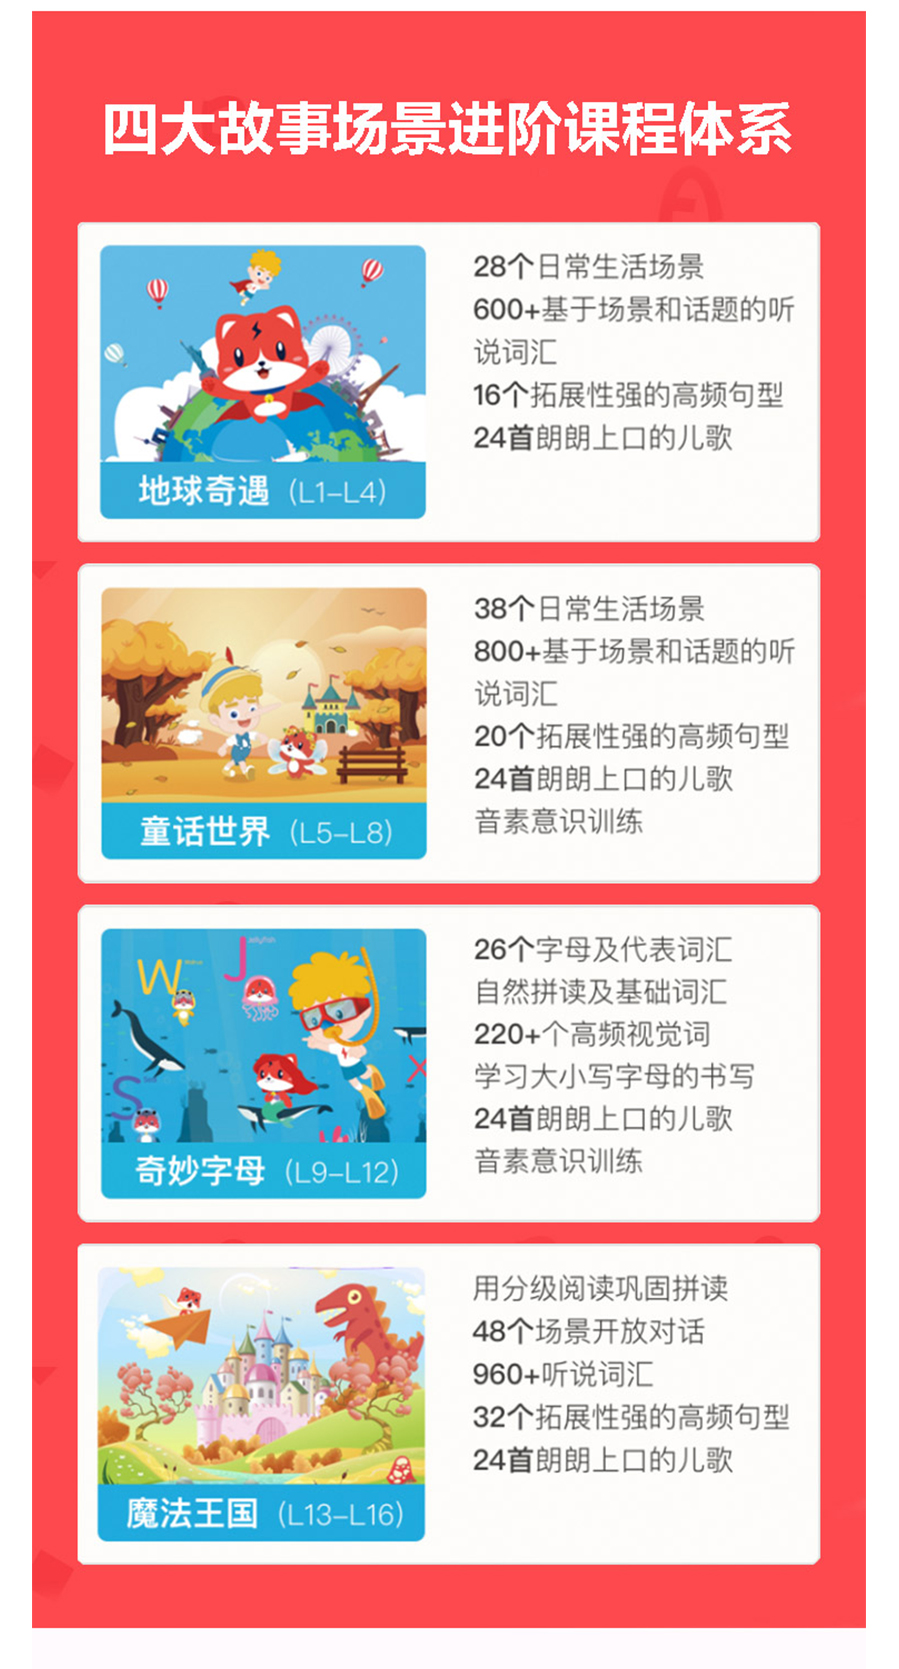 四大故事场景进阶课程体系
28个日常生活场景
600+基于场景和话题的听
说词汇
16个拓展性强的高频句型
24首朗朗上口的儿歌
地球奇遇（L1-L4）
38个日常生活场景
800+基于场景和话题的听
说词汇
20个拓展性强的高频句型
24首朗朗上口的儿歌
音素意识训练
童话世界（L5-L8）
W
J
Jellyfish
S
X
26个字母及代表词汇
自然拼读及基础词汇
220+个高频视觉词
学习大小写字母的书写
24首朗朗上口的儿歌
音素意识训练
奇妙字母（L9-L12）
用分级阅读巩固拼读
48个场景开放对话
960+听说词汇
32个拓展性强的高频句型
24首朗朗上口的儿歌
魔法王国（L13-L16）